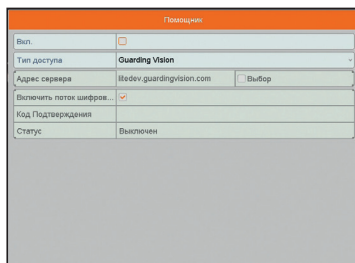 Помощник
Вкл.
Тип доступа Guarding Vision
Адрес сервера litedev.guardingvision.com Выбор
Включить поток шифров...
Код Подтверждения
Статус Выключен